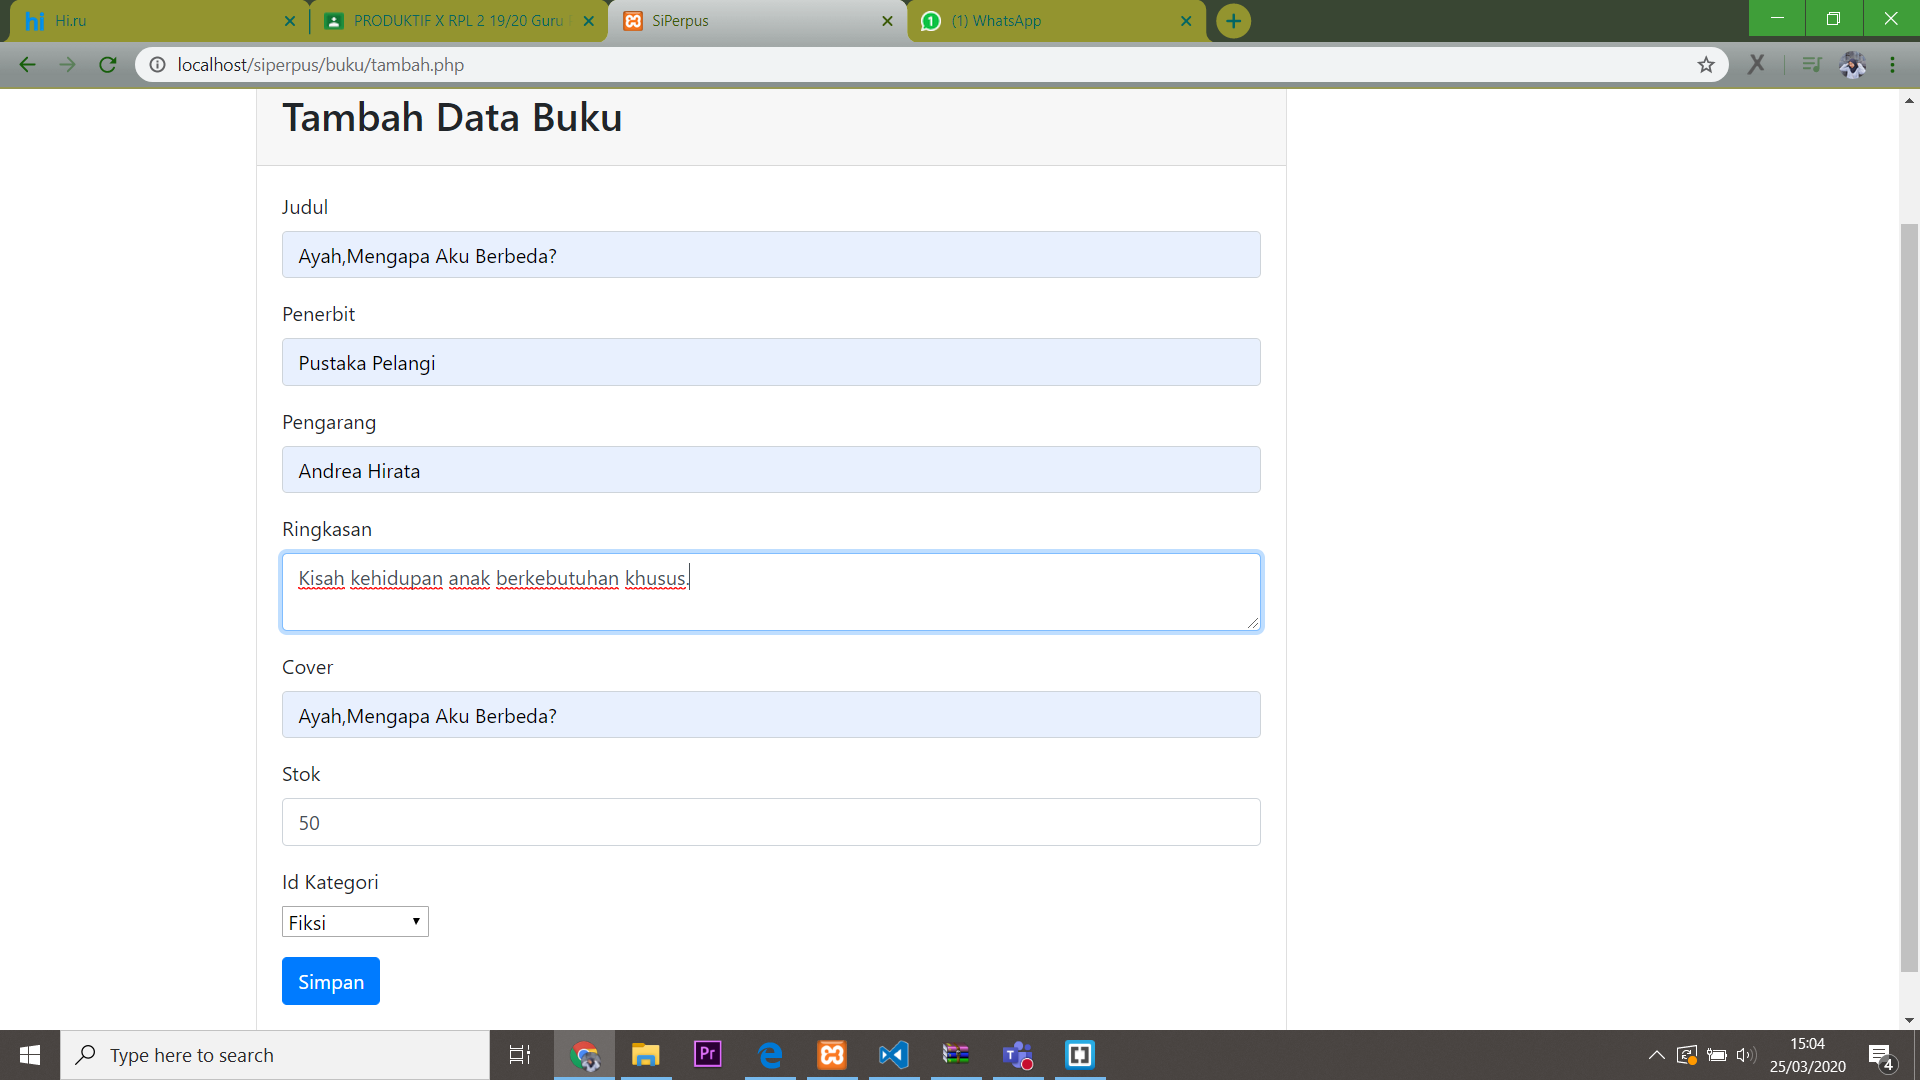 hi Hi.ru
PRODUKTIF X RPL 2 19/20 Guru
SiPerpus
(1) WhatsApp
localhost/siperpus/buku/tambah.php
Tambah Data Buku
Judul
Ayah,Mengapa Aku Berbeda?
Penerbit
Pustaka Pelangi
Pengarang
Andrea Hirata
Ringkasan
Kisah kehidupan anak berkebutuhan khusus.
Cover
Ayah,Mengapa Aku Berbeda?
Stok
50
Id Kategori
Fiksi
Simpan
Type here to search
Pr
15:04
25/03/2020
4